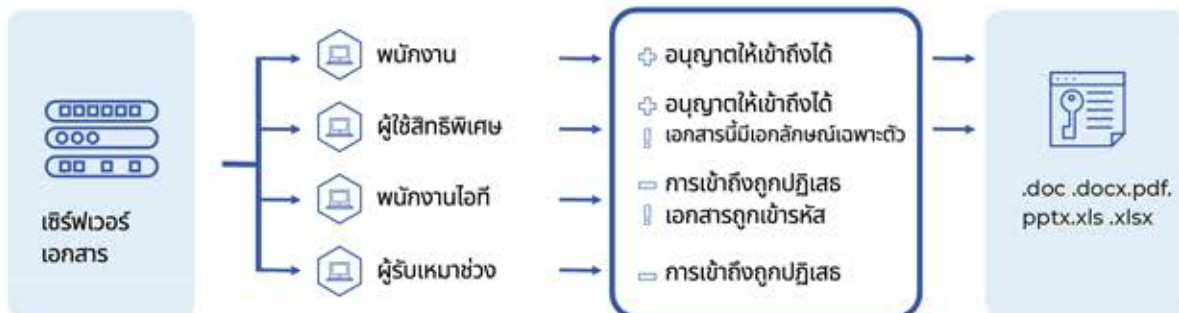 เซิร์ฟเวอร์
เอกสาร
พนักงาน
ผู้ใช้สิทธิพิเศษ
พนักงานไอที
ผู้รับเหมาช่วง
อนุญาตให้เข้าถึงได้
อนุญาตให้เข้าถึงได้
เอกสารนี้มีเอกลักษณ์เฉพาะตัว
การเข้าถึงถูกปฏิเสธ
เอกสารถูกเข้ารหัส
การเข้าถึงถูกปฏิเสธ
.doc .docx.pdf.
pptx.xls .xlsx